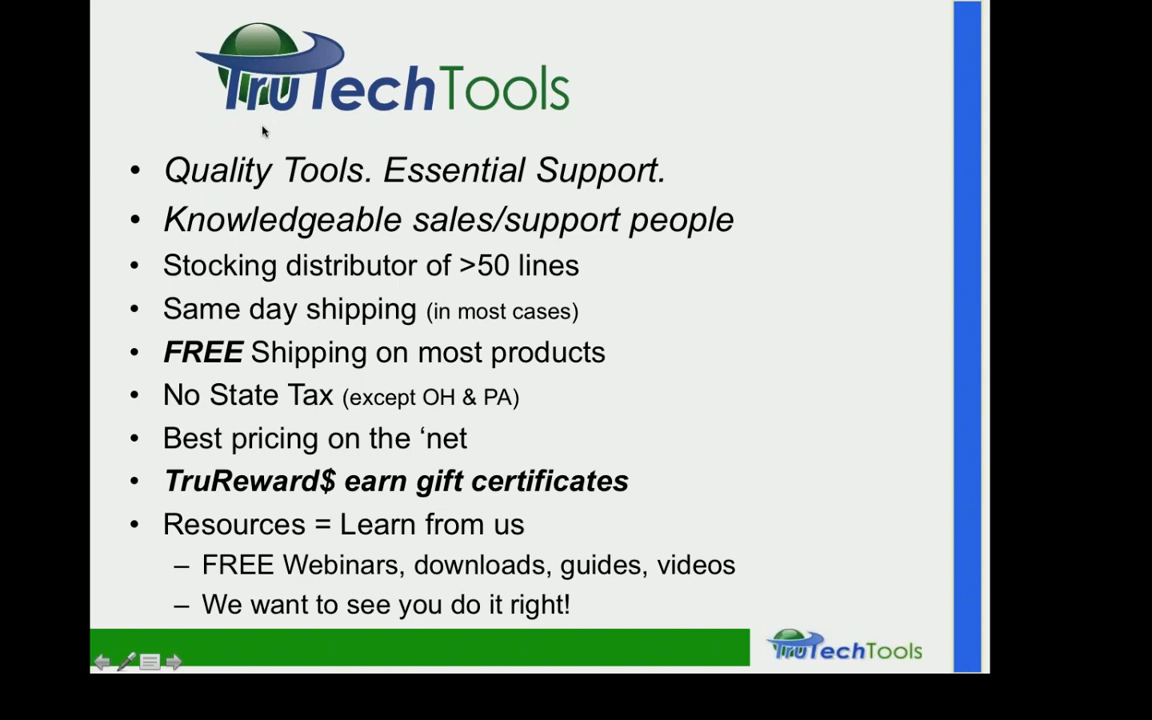 TruTechTools
• Quality Tools. Essential Support.
• Knowledgeable sales/support people
• Stocking distributor of >50 lines
• Same day shipping (in most cases)
• FREE Shipping on most products
• No State Tax (except OH & PA)
• Best pricing on the ‘net
• TruReward$ earn gift certificates
• Resources = Learn from us
– FREE Webinars, downloads, guides, videos
– We want to see you do it right!
TruTechTools